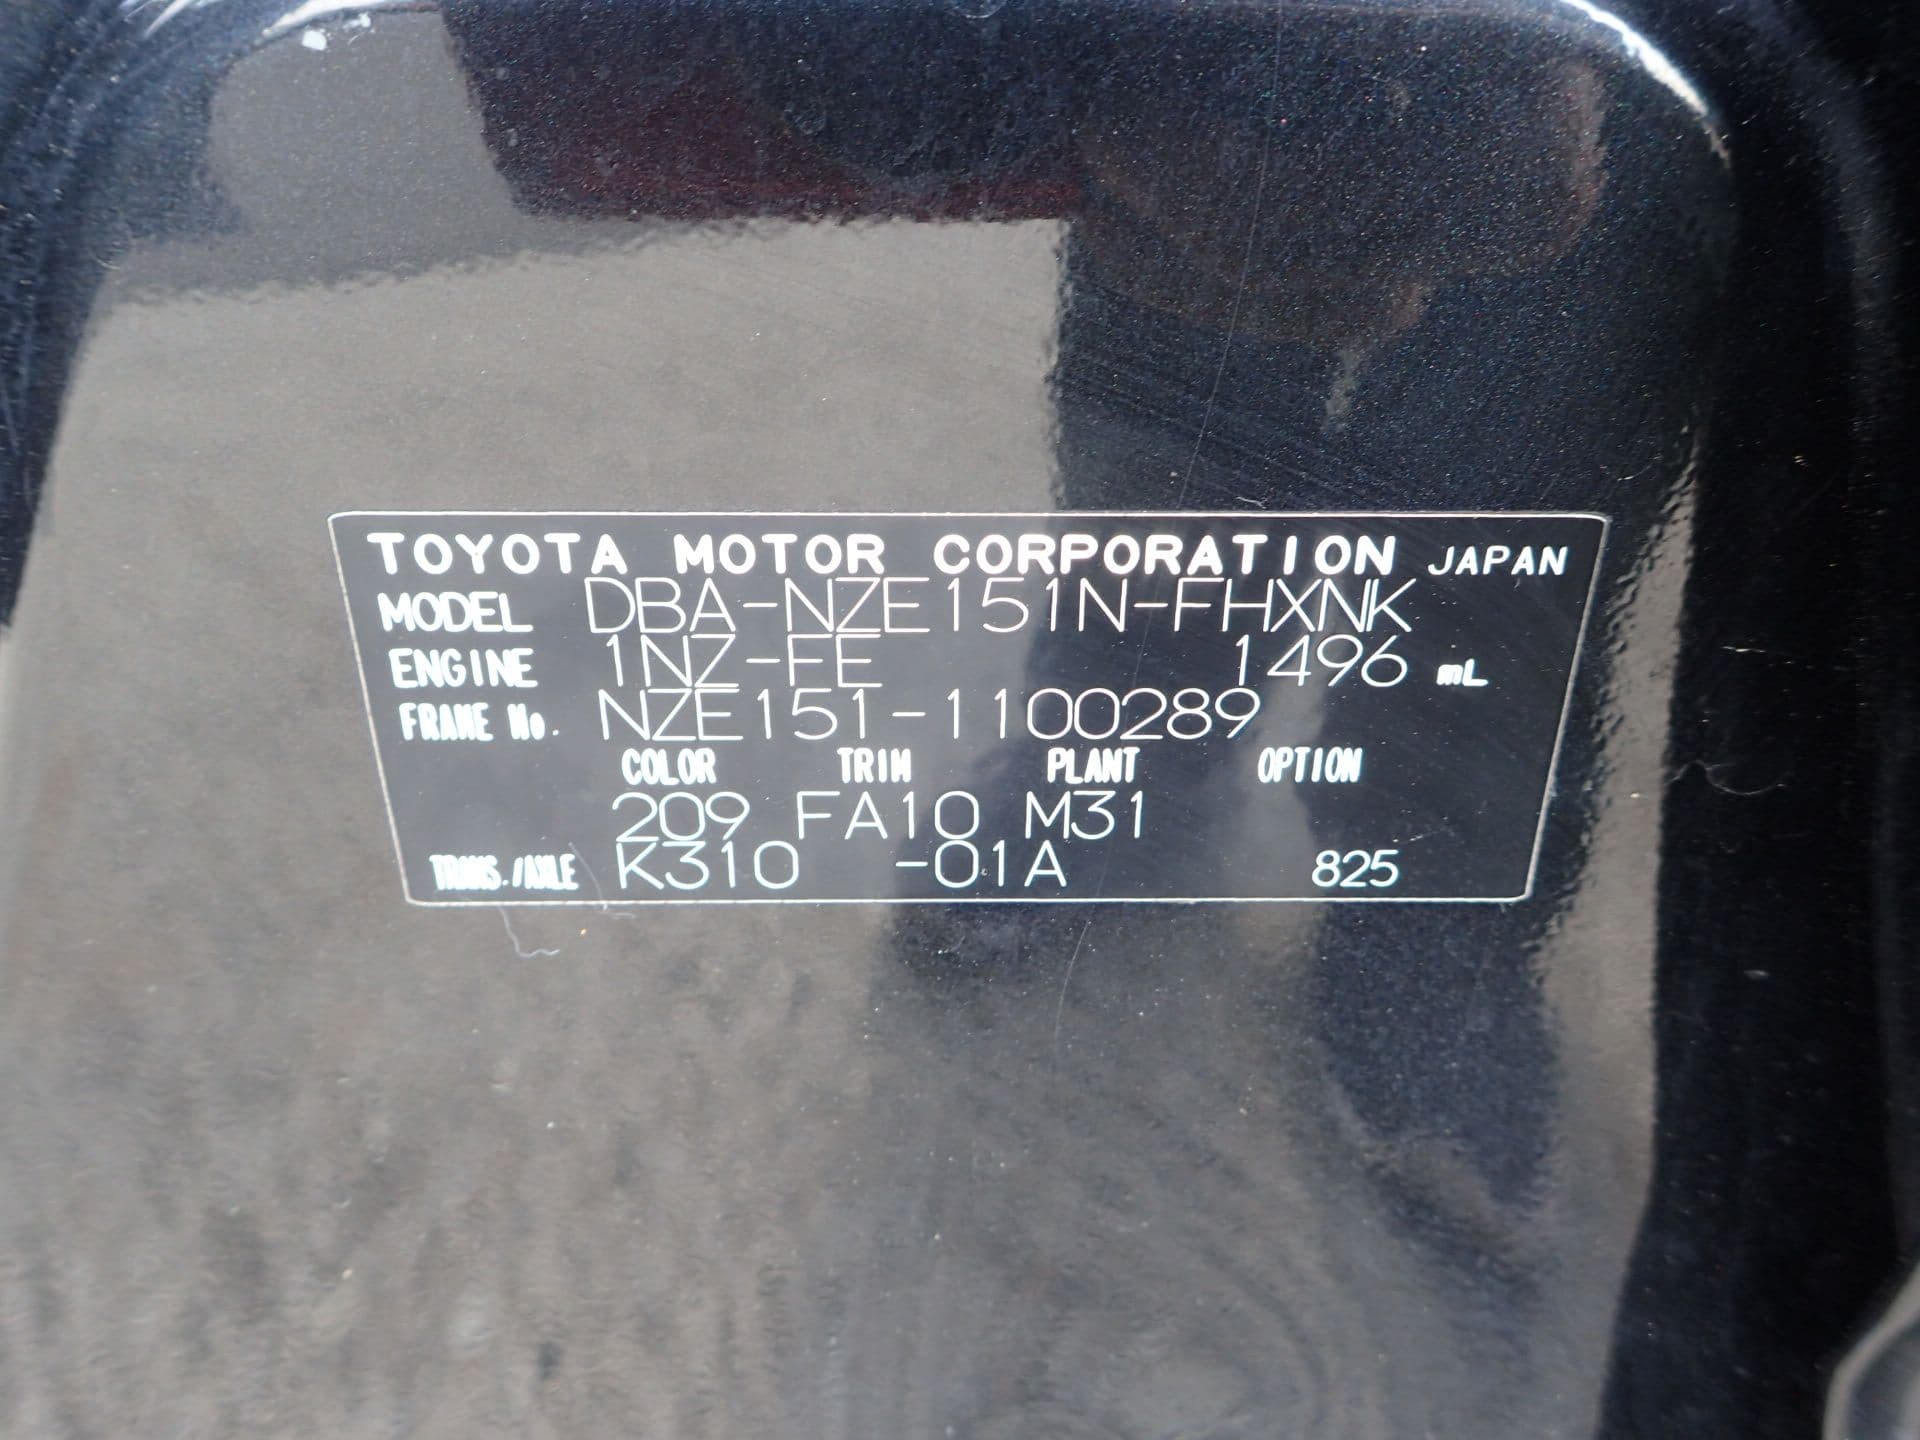 TOYOTA MOTOR CORPORATION JAPAN
MODEL DBA-NZE151N-FHXNK
ENGINE 1NZ-FE 1496 mL
FRAME No. NZE151-1100289
COLOR TRIM PLANT OPTION
209 FA10 M31
TRANS./AXLE K310 -01A 825